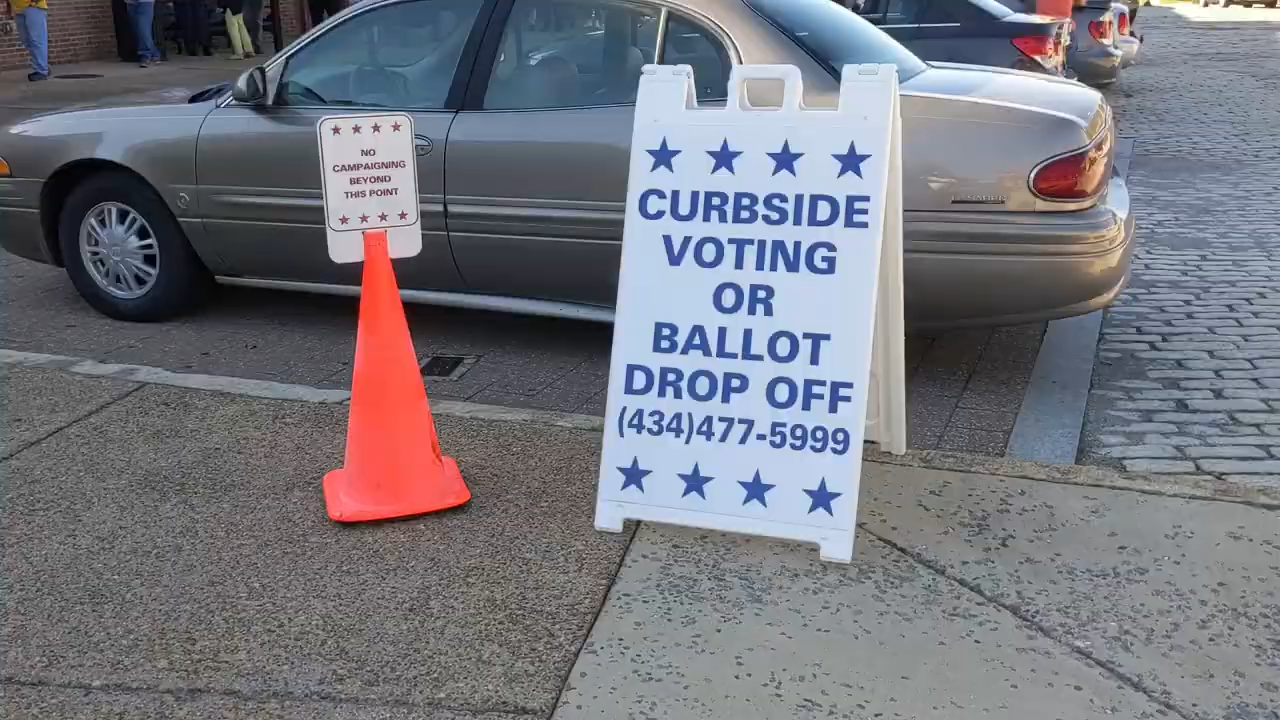 NO
CAMPAIGNING
BEYOND
THIS POINT
CURBSIDE
VOTING
OR
BALLOT
DROP OFF
(434)477-5999